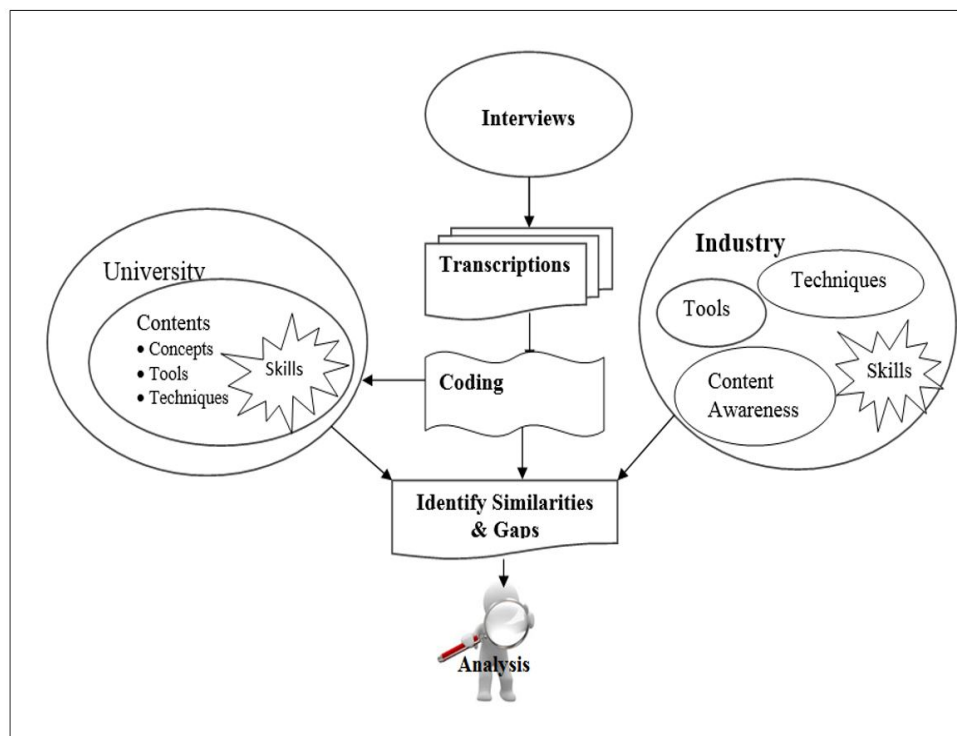 Interviews
Transcriptions
University
Contents
• Concepts
• Tools
• Techniques
Skills
Coding
Industry
Techniques
Tools
Content
Awareness
Skills
Identify Similarities
& Gaps
Analysis